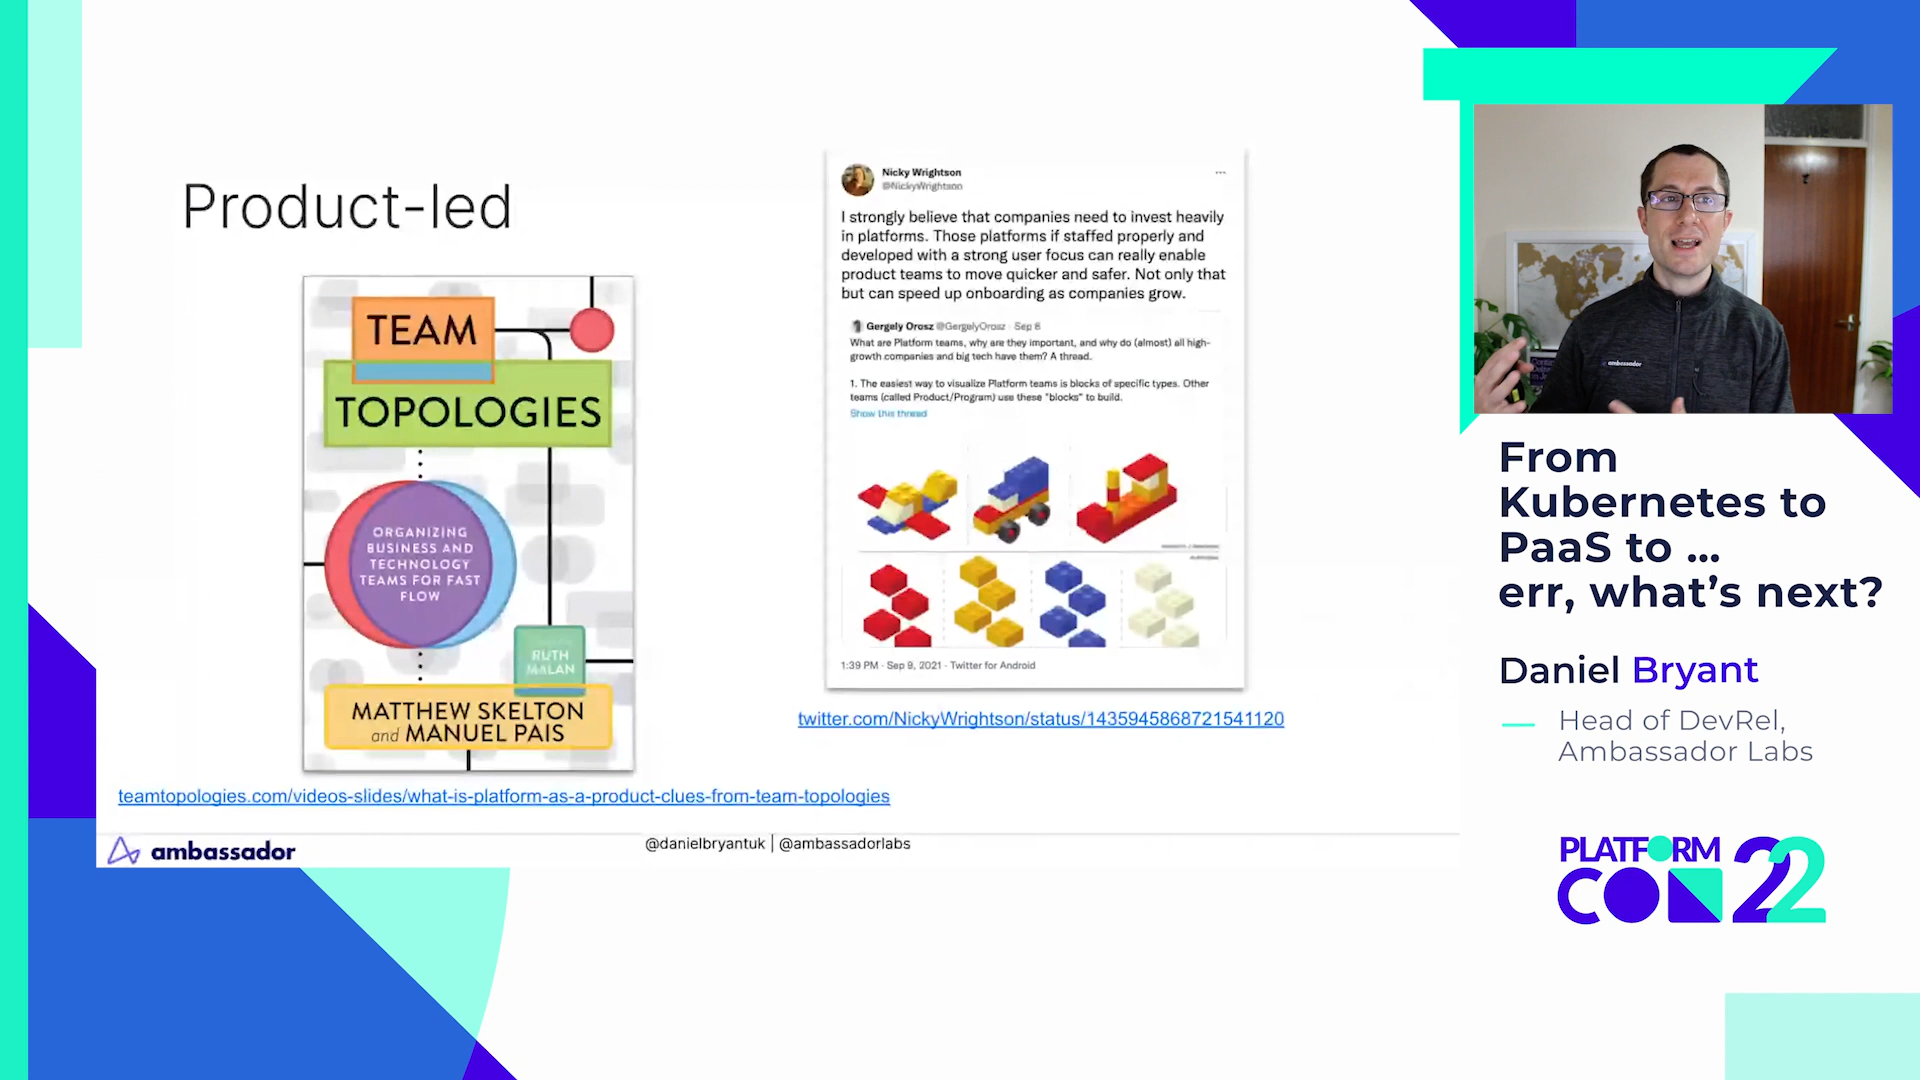 Product-led
TEAM
TOPOLOGIES
ORGANIZING
BUSINESS AND
TECHNOLOGY
TEAMS FOR FAST
FLOW
RUTH
MALAN
MATTHEW SKELTON
and MANUEL PAIS
teamtopologies.com/videos-slides/what-is-platform-as-a-product-clues-from-team-topologies
Nicky Wrightson
@NickyWrightson
I strongly believe that companies need to invest heavily
in platforms. Those platforms if staffed properly and
developed with a strong user focus can really enable
product teams to move quicker and safer. Not only that
but can speed up onboarding as companies grow.
Gergely Orosz @GergelyOrosz · Sep 8
What are Platform teams, why are they important, and why do (almost) all high-
growth companies and big tech have them? A thread.
1. The easiest way to visualize Platform teams is blocks of specific types. Other
teams (called Product/Program) use these "blocks" to build.
Show this thread
1:39 PM · Sep 9, 2021 · Twitter for Android
twitter.com/NickyWrightson/status/1435945868721541120
ambassador
@danielbryantuk | @ambassadorlabs
ambassador
From
Kubernetes to
PaaS to ...
err, what's next?
Daniel Bryant
Head of DevRel,
Ambassador Labs
PLATFORM
CON 22